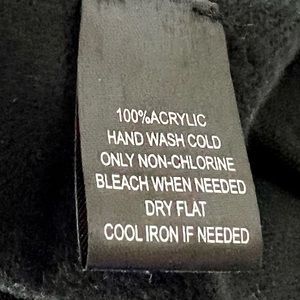 100%ACRYLIC
HAND WASH COLD
ONLY NON-CHLORINE
BLEACH WHEN NEEDED
DRY FLAT
COOL IRON IF NEEDED